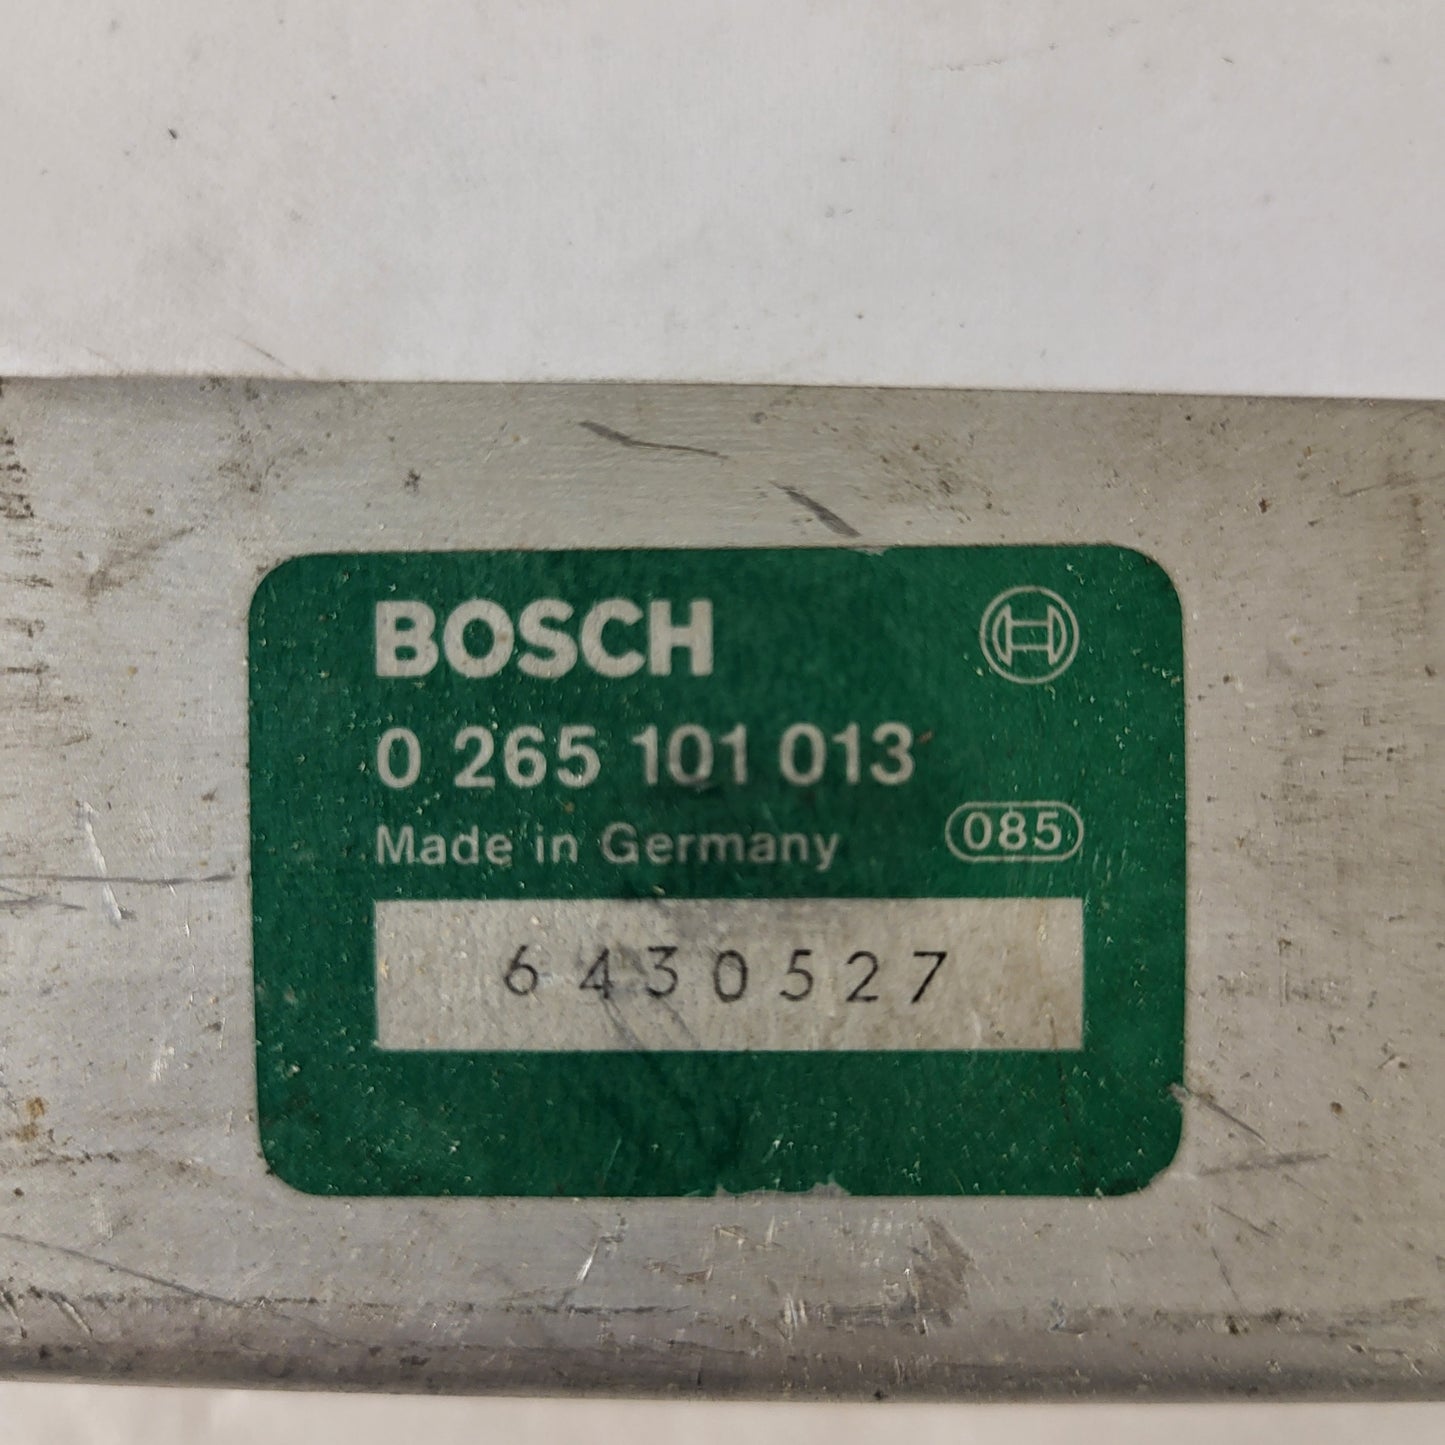 BOSCH
0 265 101 013
Made in Germany 085
6430527